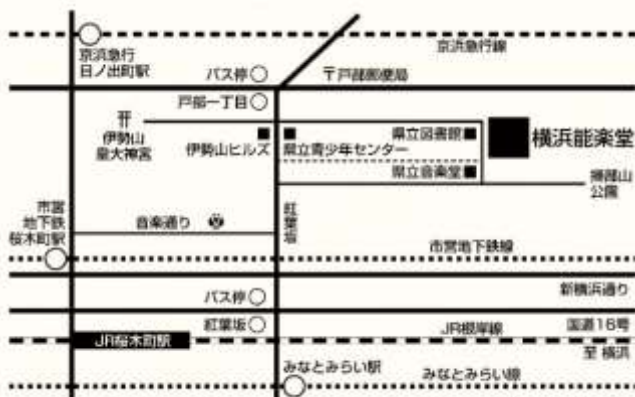 京浜急行線
京浜急行
日ノ出町駅
バス停
〒戸部郵便局
戸部一丁目
伊勢山
皇大神宮
伊勢山ヒルズ
県立青少年センター
県立図書館
横浜能楽堂
県立音楽堂
掃部山
公園
市営
地下鉄
桜木町駅
音楽通り
紅葉坂
市営地下鉄線
バス停
新横浜通り
紅葉坂
JR桜木町駅
JR根岸線
国道16号
至 横浜
みなとみらい駅
みなとみらい線